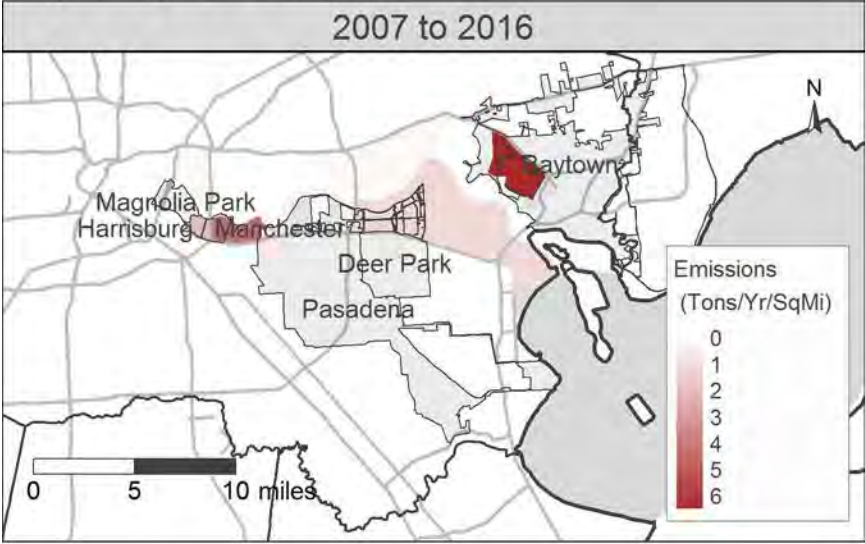 2007 to 2016
N
Baytown
Magnolia Park
Harrisburg Manchester
Deer Park
Pasadena
Emissions
(Tons/Yr/SqMi)
0
1
2
3
4
5
6
0 5 10 miles